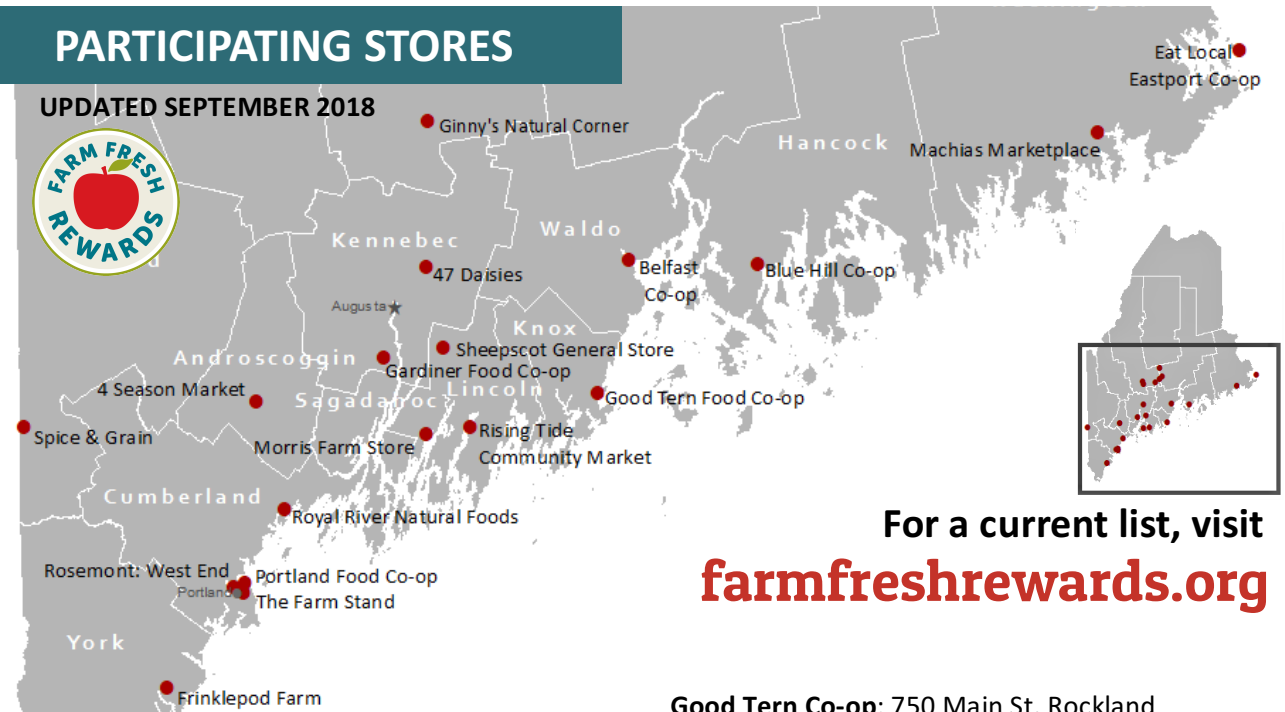 PARTICIPATING STORES
UPDATED SEPTEMBER 2018
FARM FRESH
REWARDS
Eat Local
Eastport Co-op
Ginny's Natural Corner
Hancock
Machias Marketplace
Waldo
Kennebec
47 Daisies
Belfast
Co-op
Blue Hill Co-op
Augusta
Knox
Androscoggin
Sheepscot General Store
Gardiner Food Co-op
4 Season Market
Lincoln
Sagadahoc
Good Tern Food Co-op
Spice & Grain
Morris Farm Store
Rising Tide
Community Market
Cumberland
Royal River Natural Foods
For a current list, visit
farmfreshrewards.org
Rosemont: West End
Portland Food Co-op
Portland
The Farm Stand
York
Frinklepod Farm
Good Tern Co-op: 750 Main St, Rockland